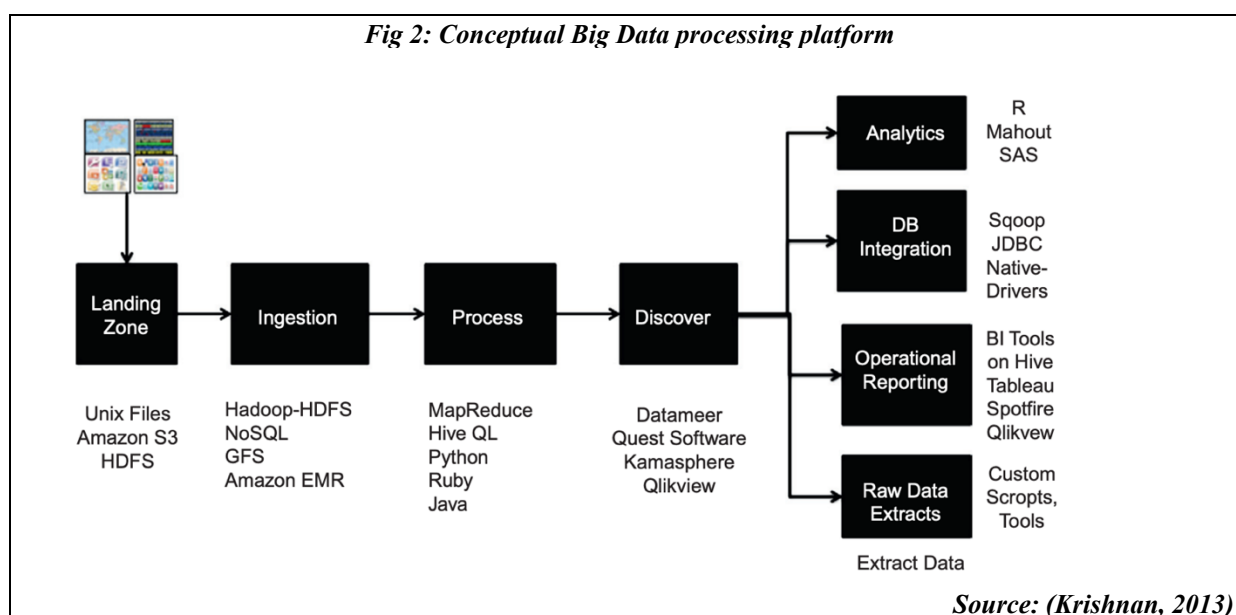 Fig 2: Conceptual Big Data processing platform
Landing
Zone
Unix Files
Amazon S3
HDFS
Ingestion
Hadoop-HDFS
NoSQL
GFS
Amazon EMR
Process
MapReduce
Hive QL
Python
Ruby
Java
Discover
Datameer
Quest Software
Kamasphere
Qlikview
Analytics
R
Mahout
SAS
DB
Integration
Sqoop
JDBC
Native-
Drivers
Operational
Reporting
BI Tools
on Hive
Tableau
Spotfire
Qlikvew
Raw Data
Extracts
Custom
Scropts,
Tools
Extract Data
Source: (Krishnan, 2013)